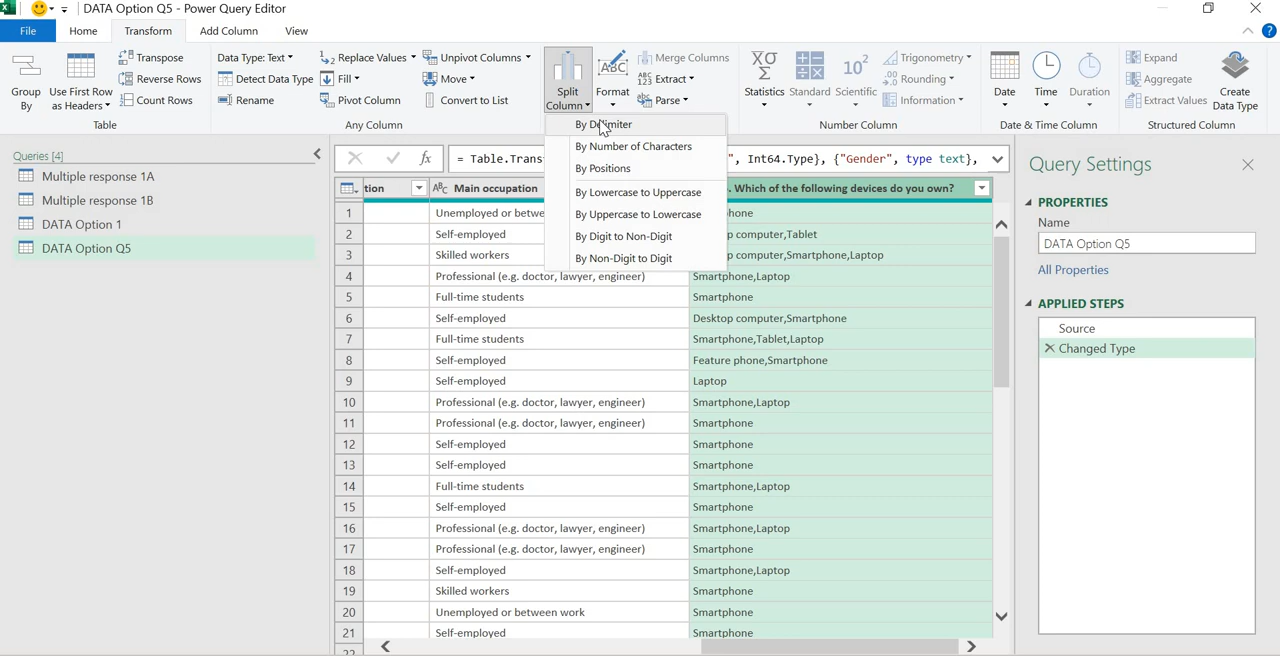 DATA Option Q5 - Power Query Editor
File Home Transform Add Column View
Group By
Use First Row as Headers
Transpose
Reverse Rows
Count Rows
Table
Data Type: Text
Detect Data Type
Rename
Replace Values
Fill
Pivot Column
Unpivot Columns
Move
Convert to List
Any Column
Split Column
Format
Merge Columns
Extract
Parse
Statistics
Standard
Scientific
Trigonometry
Rounding
Information
Number Column
Date
Time
Duration
Date & Time Column
Expand
Aggregate
Extract Values
Create Data Type
Structured Column
By Delimiter
By Number of Characters
By Positions
By Lowercase to Uppercase
By Uppercase to Lowercase
By Digit to Non-Digit
By Non-Digit to Digit
Queries [4]
Multiple response 1A
Multiple response 1B
DATA Option 1
DATA Option Q5
fx = Table.Trans ", Int64.Type}, {"Gender", type text},
tion Main occupation . Which of the following devices do you own?
1 Unemployed or betwe hone
2 Self-employed p computer,Tablet
3 Skilled workers p computer,Smartphone,Laptop
4 Professional (e.g. doctor, lawyer, engineer) Smartphone,Laptop
5 Full-time students Smartphone
6 Self-employed Desktop computer,Smartphone
7 Full-time students Smartphone,Tablet,Laptop
8 Self-employed Feature phone,Smartphone
9 Self-employed Laptop
10 Professional (e.g. doctor, lawyer, engineer) Smartphone,Laptop
11 Professional (e.g. doctor, lawyer, engineer) Smartphone
12 Self-employed Smartphone
13 Self-employed Smartphone
14 Full-time students Smartphone,Laptop
15 Self-employed Smartphone
16 Professional (e.g. doctor, lawyer, engineer) Smartphone,Laptop
17 Professional (e.g. doctor, lawyer, engineer) Smartphone
18 Self-employed Smartphone,Laptop
19 Skilled workers Smartphone
20 Unemployed or between work Smartphone
21 Self-employed Smartphone
22
Query Settings
PROPERTIES
Name
DATA Option Q5
All Properties
APPLIED STEPS
Source
Changed Type